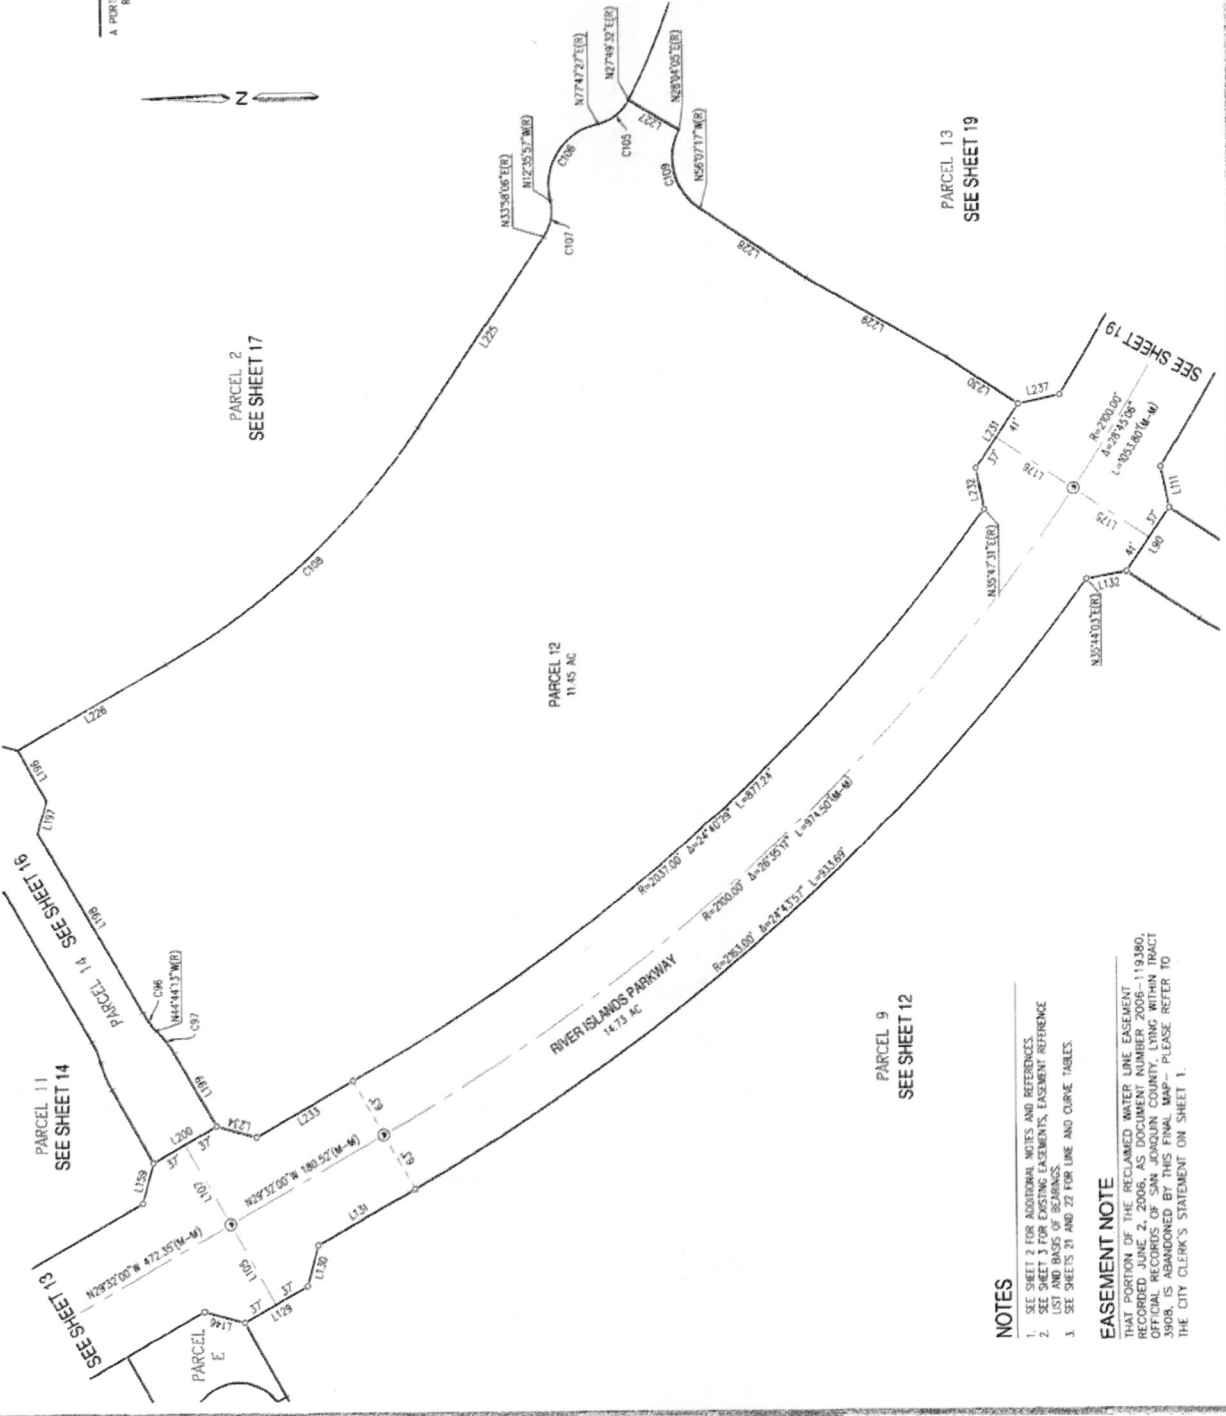 A PORT
R
Z
PARCEL 2
SEE SHEET 17
N33°58'06"E(R)
N12°35'57"W(R)
N77°47'27"E(R)
N27°49'32"E(R)
N28°04'05"E(R)
N56°07'17"W(R)
C107
C106
C105
L227
C109
PARCEL 13
SEE SHEET 19
L225
L228
L229
L230
C108
L226
L196
L197
L198
PARCEL 14 SEE SHEET 16
C96
N44°44'13"W(R)
C97
L199
PARCEL 11
SEE SHEET 14
L159
L200
37'
37'
L107
L234
L233
PARCEL 12
11.45 AC
L231
37'
41'
L237
SEE SHEET 19
L232
N35°47'31"E(R)
L176
R=2100.00'
Δ=28°45'06"
L=1053.80'(M-M)
L175
L111
37'
L90
41'
L132
N35°44'03"E(R)
R=2037.00' Δ=24°40'29" L=877.24'
R=2100.00' Δ=26°35'17" L=974.50'(M-M)
R=2163.00' Δ=24°43'57" L=933.69'
RIVER ISLANDS PARKWAY
14.73 AC
63'
63'
N29°32'00"W 180.52'(M-M)
N29°32'00"W 472.35'(M-M)
SEE SHEET 13
L105
L131
L130
37'
37'
L129
L146
PARCEL
E
PARCEL 9
SEE SHEET 12
NOTES
1. SEE SHEET 2 FOR ADDITIONAL NOTES AND REFERENCES.
2. SEE SHEET 3 FOR EXISTING EASEMENTS, EASEMENT REFERENCE
LIST AND BASIS OF BEARINGS.
3. SEE SHEETS 21 AND 22 FOR LINE AND CURVE TABLES.
EASEMENT NOTE
THAT PORTION OF THE RECLAIMED WATER LINE EASEMENT
RECORDED JUNE 2, 2006, AS DOCUMENT NUMBER 2006-119380,
OFFICIAL RECORDS OF SAN JOAQUIN COUNTY, LYING WITHIN TRACT
3908, IS ABANDONED BY THIS FINAL MAP- PLEASE REFER TO
THE CITY CLERK'S STATEMENT ON SHEET 1.